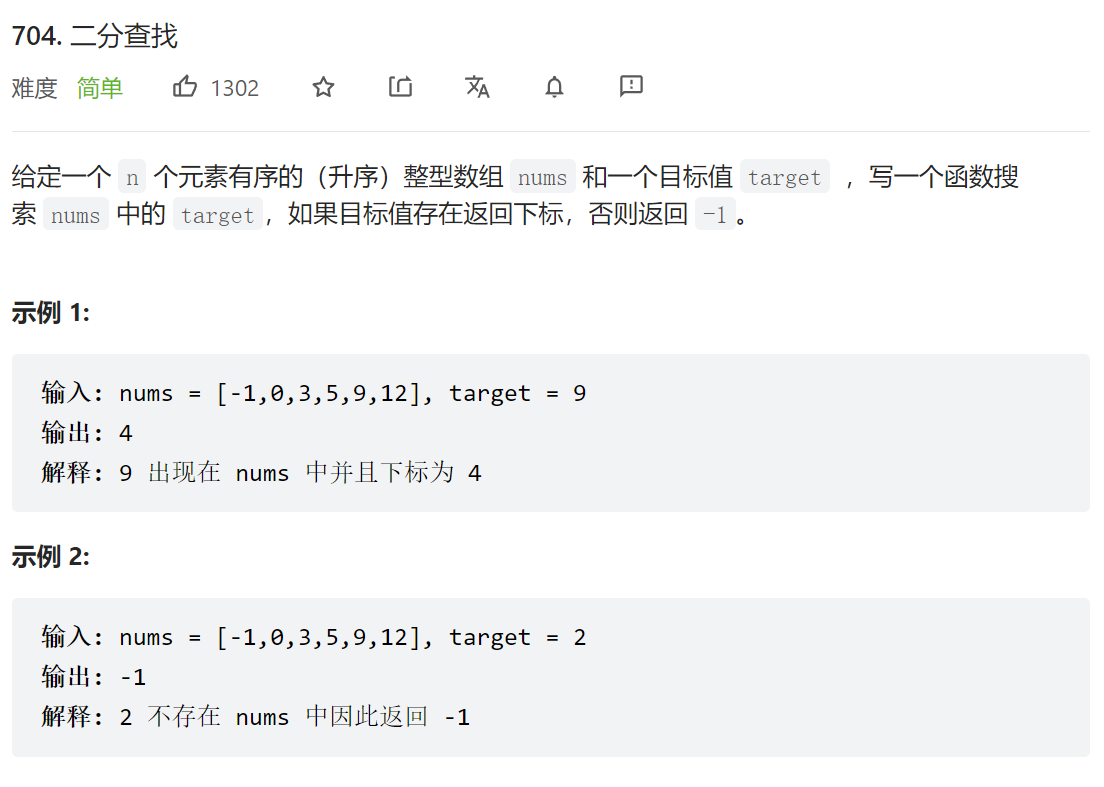 704. 二分查找
难度 简单 1302
给定一个 n 个元素有序的（升序）整型数组 nums 和一个目标值 target ，写一个函数搜
索 nums 中的 target，如果目标值存在返回下标，否则返回 -1。
示例 1:
输入: nums = [-1,0,3,5,9,12], target = 9
输出: 4
解释: 9 出现在 nums 中并且下标为 4
示例 2:
输入: nums = [-1,0,3,5,9,12], target = 2
输出: -1
解释: 2 不存在 nums 中因此返回 -1